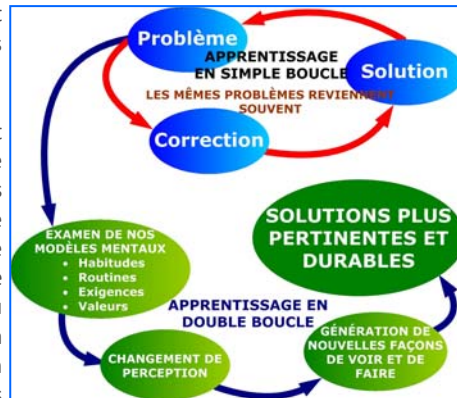 Problème
APPRENTISSAGE
EN SIMPLE BOUCLE
Solution
LES MÊMES PROBLÈMES REVIENNENT
SOUVENT
Correction
EXAMEN DE NOS
MODÈLES MENTAUX
• Habitudes
• Routines
• Exigences
• Valeurs
SOLUTIONS PLUS
PERTINENTES ET
DURABLES
APPRENTISSAGE EN
DOUBLE BOUCLE
CHANGEMENT DE
PERCEPTION
GÉNÉRATION DE
NOUVELLES FAÇONS
DE VOIR ET DE
FAIRE